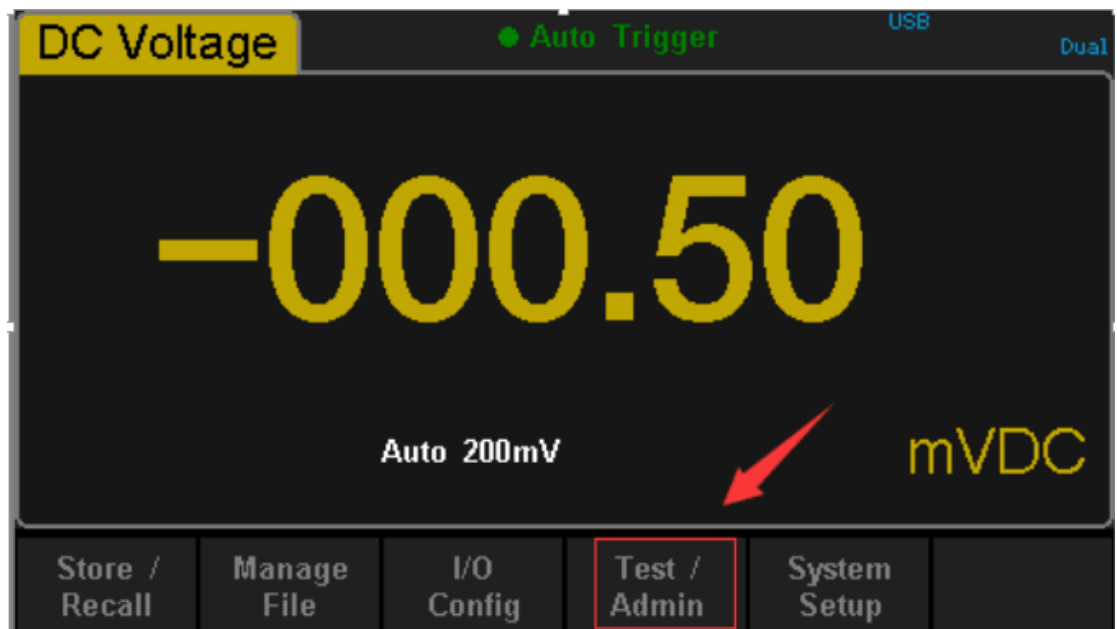 DC Voltage
● Auto Trigger
USB
Dual
-000.50
Auto 200mV
mVDC
Store /
Recall
Manage
File
I/O
Config
Test /
Admin
System
Setup